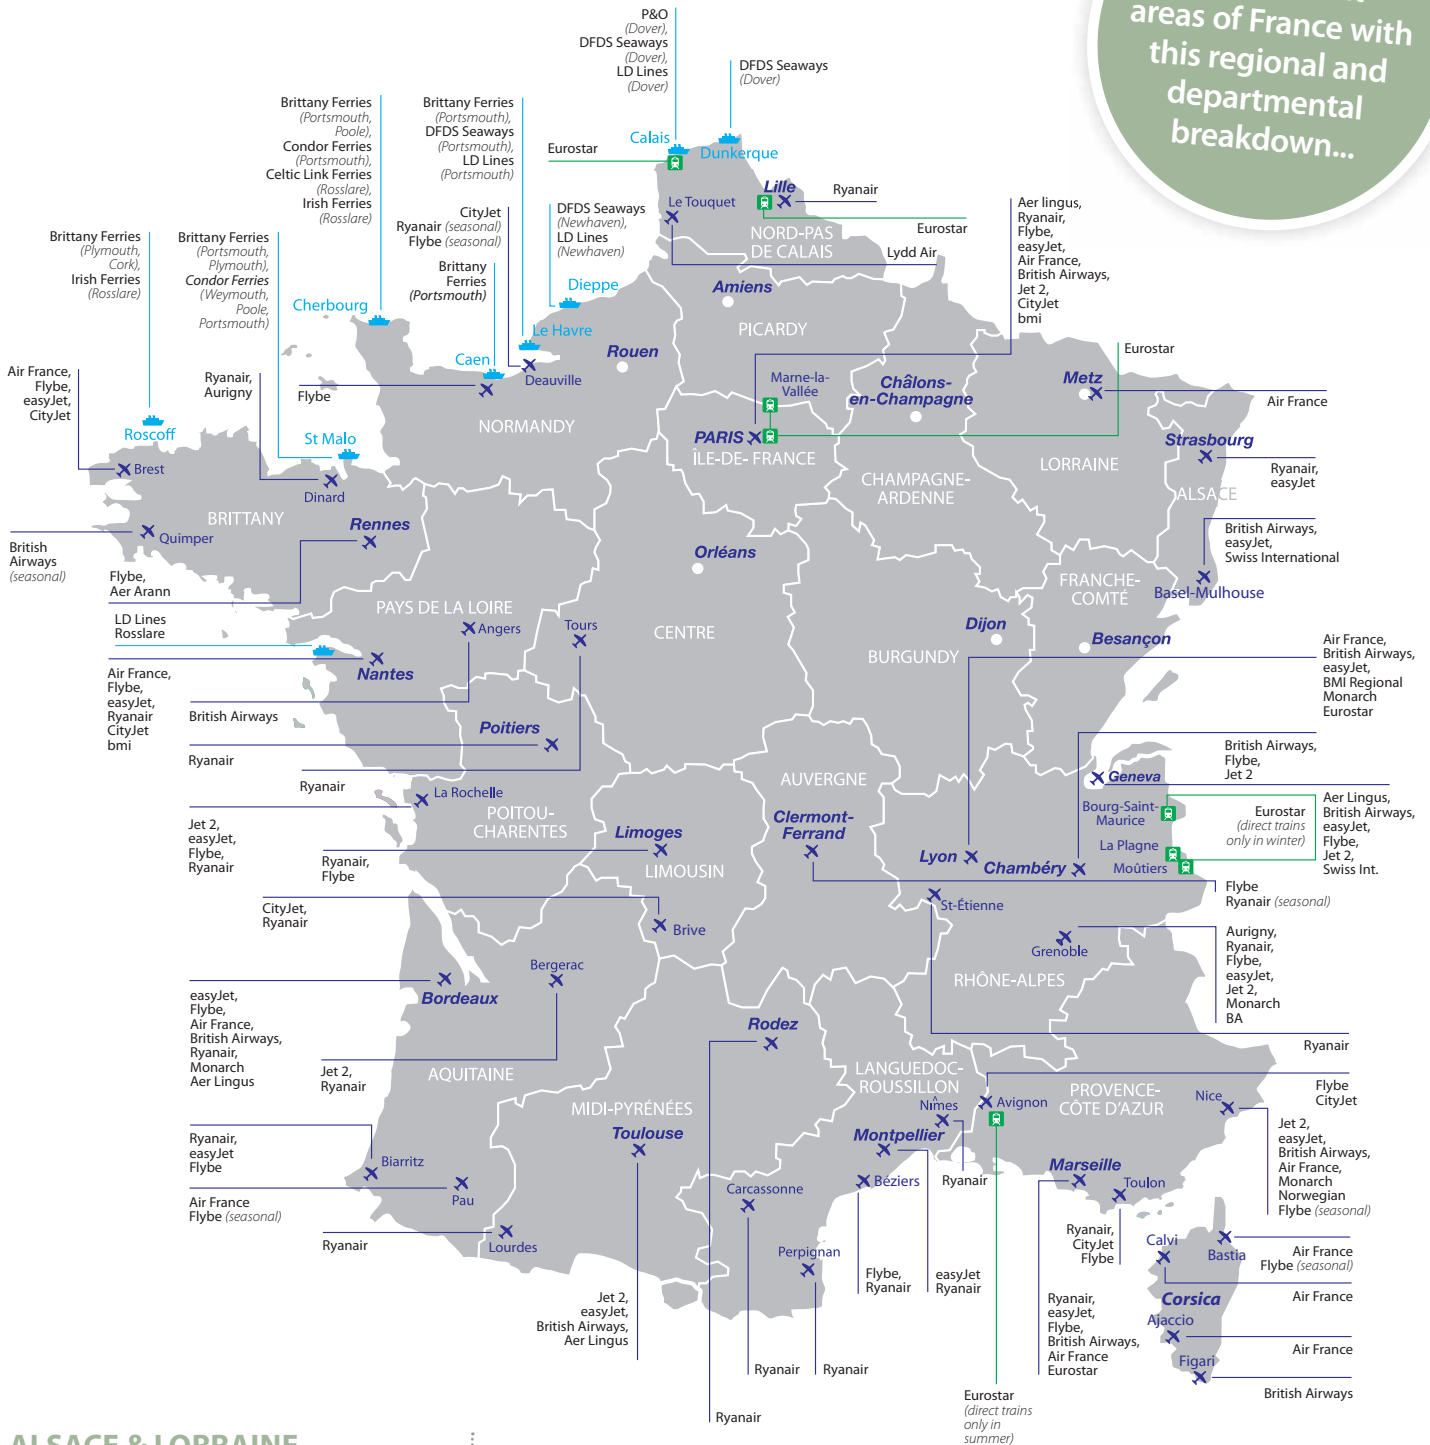 areas of France with
this regional and
departmental
breakdown...
P&O
(Dover),
DFDS Seaways
(Dover),
LD Lines
(Dover)
DFDS Seaways
(Dover)
Brittany Ferries
(Portsmouth,
Poole),
Condor Ferries
(Portsmouth),
Celtic Link Ferries
(Rosslare),
Irish Ferries
(Rosslare)
Brittany Ferries
(Portsmouth),
DFDS Seaways
(Portsmouth),
LD Lines
(Portsmouth)
Eurostar
Calais
Dunkerque
Le Touquet
Lille
Ryanair
Eurostar
NORD-PAS
DE CALAIS
Lydd Air
CityJet
Ryanair (seasonal)
Flybe (seasonal)
DFDS Seaways
(Newhaven),
LD Lines
(Newhaven)
Brittany
Ferries
(Portsmouth)
Brittany Ferries
(Plymouth,
Cork),
Irish Ferries
(Rosslare)
Brittany Ferries
(Portsmouth,
Plymouth),
Condor Ferries
(Weymouth,
Poole,
Portsmouth)
Aer lingus,
Ryanair,
Flybe,
easyJet,
Air France,
British Airways,
Jet 2,
CityJet
bmi
Cherbourg
Dieppe
Le Havre
Caen
Deauville
Rouen
Amiens
PICARDY
Eurostar
Air France,
Flybe,
easyJet,
CityJet
Ryanair,
Aurigny
Flybe
NORMANDY
Marne-la-
Vallée
PARIS
ÎLE-DE- FRANCE
Châlons-
en-Champagne
CHAMPAGNE-
ARDENNE
Metz
Air France
LORRAINE
Strasbourg
Ryanair,
easyJet
ALSACE
Roscoff
St Malo
Brest
Dinard
BRITTANY
Quimper
Rennes
British
Airways
(seasonal)
Flybe,
Aer Arann
LD Lines
Rosslare
British Airways,
easyJet,
Swiss International
Basel-Mulhouse
FRANCHE-
COMTÉ
Besançon
Orléans
CENTRE
Dijon
BURGUNDY
PAYS DE LA LOIRE
Angers
Tours
Nantes
Air France,
Flybe,
easyJet,
Ryanair
CityJet
bmi
British Airways
Ryanair
Ryanair
Poitiers
Air France,
British Airways,
easyJet,
BMI Regional
Monarch
Eurostar
British Airways,
Flybe,
Jet 2
Geneva
Bourg-Saint-
Maurice
La Plagne
Moûtiers
Eurostar
(direct trains
only in winter)
Aer Lingus,
British Airways,
easyJet,
Flybe,
Jet 2,
Swiss Int.
AUVERGNE
Clermont-
Ferrand
Lyon
Chambéry
Flybe
Ryanair (seasonal)
La Rochelle
POITOU-
CHARENTES
Jet 2,
easyJet,
Flybe,
Ryanair
Limoges
LIMOUSIN
Ryanair,
Flybe
CityJet,
Ryanair
Brive
St-Étienne
Grenoble
RHÔNE-ALPES
Aurigny,
Ryanair,
Flybe,
easyJet,
Jet 2,
Monarch
BA
Ryanair
Bergerac
Bordeaux
easyJet,
Flybe,
Air France,
British Airways,
Ryanair,
Monarch
Aer Lingus
Jet 2,
Ryanair
AQUITAINE
Rodez
MIDI-PYRÉNÉES
Toulouse
LANGUEDOC-
ROUSSILLON
Nîmes
Avignon
PROVENCE-
CÔTE D'AZUR
Flybe
CityJet
Nice
Jet 2,
easyJet,
British Airways,
Air France,
Monarch
Norwegian
Flybe (seasonal)
Montpellier
Béziers
Ryanair
Marseille
Toulon
Ryanair,
easyJet
Flybe
Biarritz
Pau
Air France
Flybe (seasonal)
Ryanair
Lourdes
Carcassonne
Perpignan
Flybe,
Ryanair
easyJet
Ryanair
Ryanair,
CityJet
Flybe
Calvi
Bastia
Air France
Flybe (seasonal)
Air France
Corsica
Ajaccio
Air France
Figari
British Airways
Jet 2,
easyJet,
British Airways,
Aer Lingus
Ryanair,
easyJet,
Flybe,
British Airways,
Air France
Eurostar
Ryanair
Ryanair
Ryanair
Eurostar
(direct trains
only in
summer)
ALSACE & LORRAINE